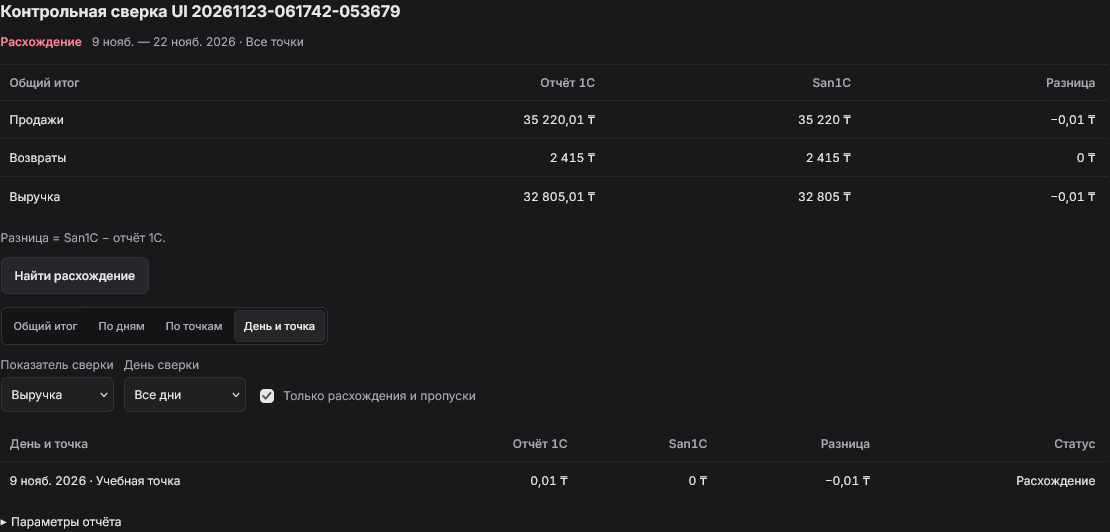 Контрольная сверка UI 20261123-061742-053679
Расхождение 9 нояб. — 22 нояб. 2026 · Все точки
Общий итог Отчёт 1С San1C Разница
Продажи 35 220,01 ₸ 35 220 ₸ −0,01 ₸
Возвраты 2 415 ₸ 2 415 ₸ 0 ₸
Выручка 32 805,01 ₸ 32 805 ₸ −0,01 ₸
Разница = San1C − отчёт 1С.
Найти расхождение
Общий итог По дням По точкам День и точка
Показатель сверки День сверки
Выручка Все дни Только расхождения и пропуски
День и точка Отчёт 1С San1C Разница Статус
9 нояб. 2026 · Учебная точка 0,01 ₸ 0 ₸ −0,01 ₸ Расхождение
▸ Параметры отчёта